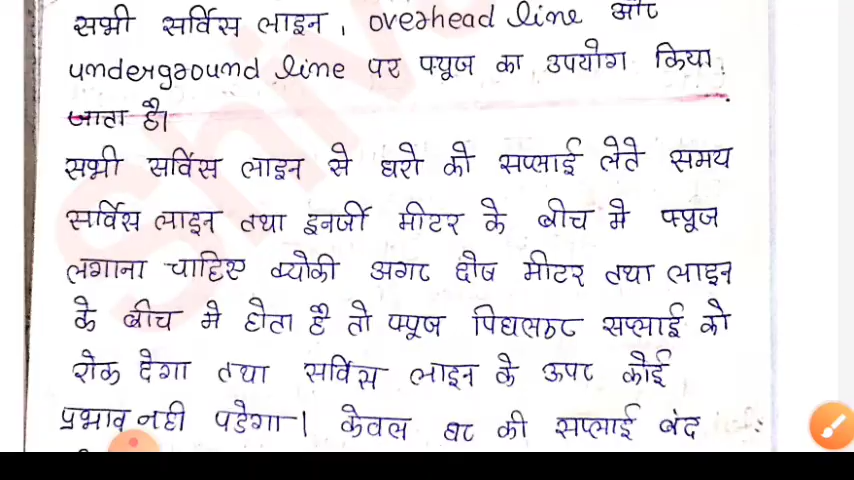 सभी सर्विस लाइन, overhead line और
underground line पर फ्यूज का उपयोग किया
जाता है।
सभी सर्विस लाइन से घरो को सप्लाई लेते समय
सर्विस लाइन तथा इनर्जी मीटर के बीच मे फ्यूज
लगाना चाहिए क्योकी अगर दोष मीटर तथा लाइन
के बीच मे होता है तो फ्यूज पिघलकर सप्लाई को
रोक देगा तथा सर्विस लाइन के ऊपर कोई
प्रभाव नही पडेगा। केवल घर की सप्लाई बंद